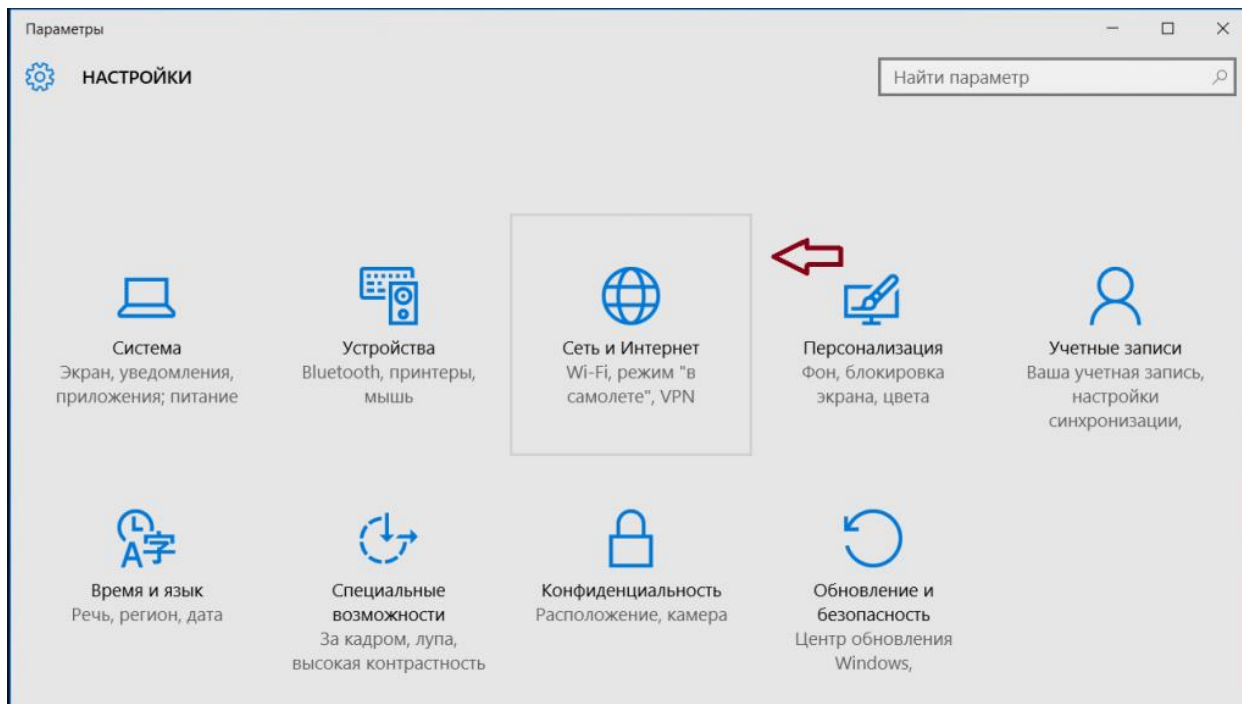 Параметры
НАСТРОЙКИ
Найти параметр
Система
Экран, уведомления,
приложения; питание
Устройства
Bluetooth, принтеры,
мышь
Сеть и Интернет
Wi-Fi, режим "в
самолете", VPN
Персонализация
Фон, блокировка
экрана, цвета
Учетные записи
Ваша учетная запись,
настройки
синхронизации,
Время и язык
Речь, регион, дата
Специальные
возможности
За кадром, лупа,
высокая контрастность
Конфиденциальность
Расположение, камера
Обновление и
безопасность
Центр обновления
Windows,